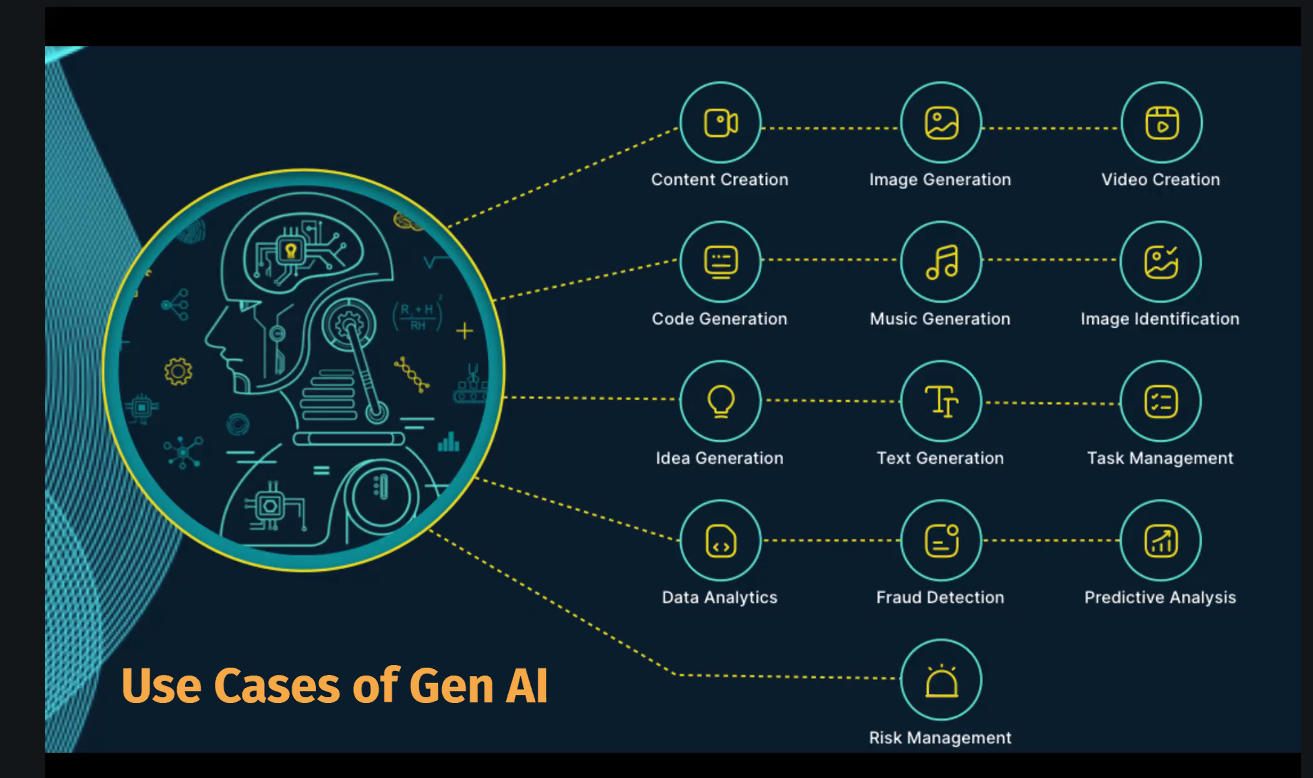 Content Creation
Image Generation
Video Creation
Code Generation
Music Generation
Image Identification
Idea Generation
Text Generation
Task Management
Data Analytics
Fraud Detection
Predictive Analysis
Risk Management
Use Cases of Gen AI